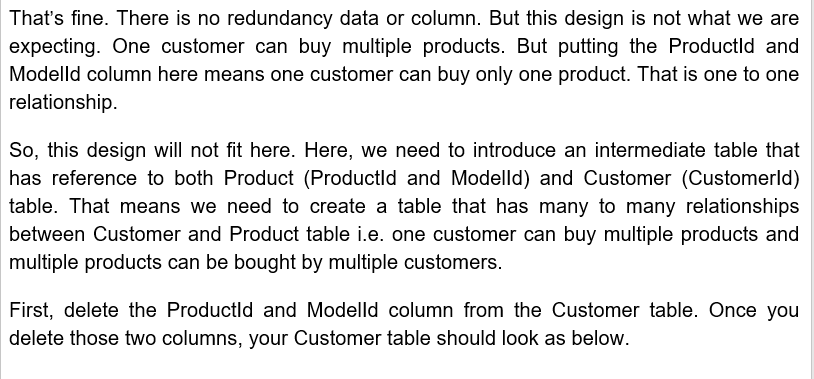 That’s fine. There is no redundancy data or column. But this design is not what we are
expecting. One customer can buy multiple products. But putting the ProductId and
ModelId column here means one customer can buy only one product. That is one to one
relationship.
So, this design will not fit here. Here, we need to introduce an intermediate table that
has reference to both Product (ProductId and ModelId) and Customer (CustomerId)
table. That means we need to create a table that has many to many relationships
between Customer and Product table i.e. one customer can buy multiple products and
multiple products can be bought by multiple customers.
First, delete the ProductId and ModelId column from the Customer table. Once you
delete those two columns, your Customer table should look as below.